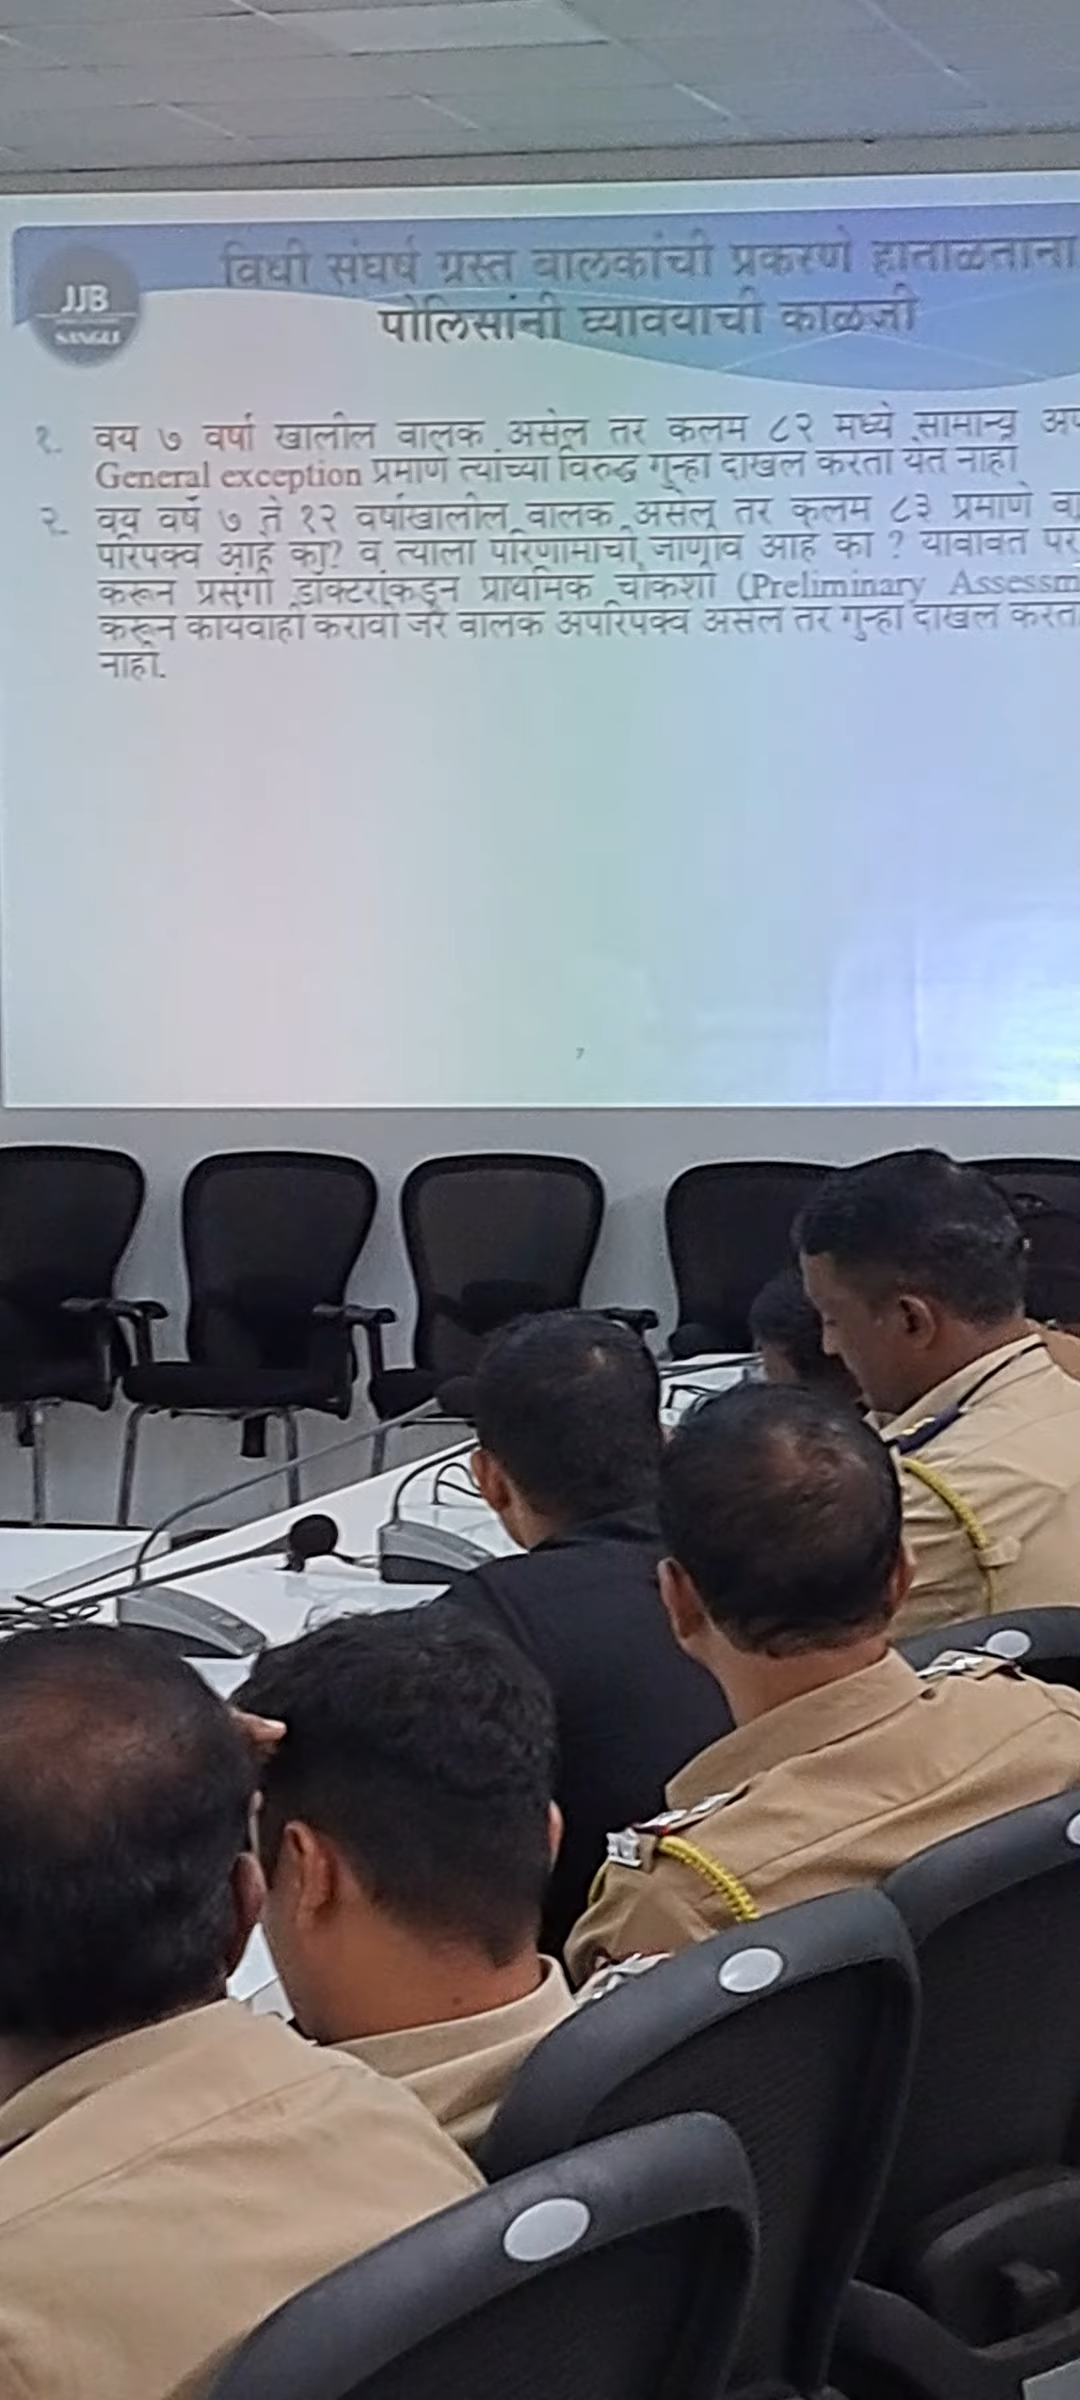 JJB
SANGLI
विधी संघर्ष ग्रस्त बालकांची प्रकरणे हाताळताना
पोलिसांनी घ्यावयाची काळजी
१. वय ७ वर्षा खालील बालक असेल तर कलम ८२ मध्ये सामान्य
General exception प्रमाणे त्यांच्या विरुद्ध गुन्हा दाखल करता येत नाही
२. वय वर्षे ७ ते १२ वर्षाखालील बालक असेल तर कलम ८३ प्रमाणे
परिपक्व आहे का? व त्याला परिणामाची जाणीव आहे का ? याबाबत
करून प्रसंगी डॉक्टरांकडून प्राथमिक चौकशी (Preliminary Assessm
करून कार्यवाही करावी जर बालक अपरिपक्व असेल तर गुन्हा दाखल करता
नाही.
7